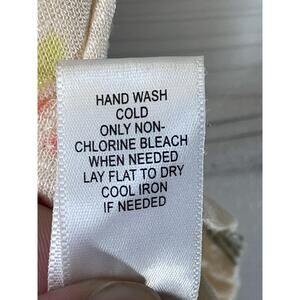 HAND WASH
COLD
ONLY NON-
CHLORINE BLEACH
WHEN NEEDED
LAY FLAT TO DRY
COOL IRON
IF NEEDED